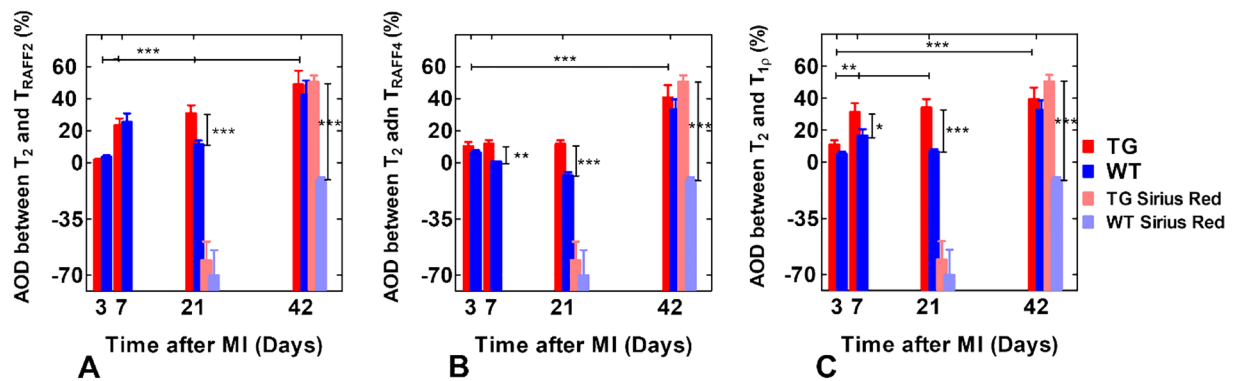 AOD between T2 and TRAFF2 (%)
60
40
20
0
-35
-70
***
***
***
3 7 21 42
Time after MI (Days)
A
AOD between T2 adn TRAFF4 (%)
60
40
20
0
-35
-70
***
**
***
***
3 7 21 42
Time after MI (Days)
B
AOD between T2 and T1ρ (%)
60
40
20
0
-35
-70
***
**
*
***
***
3 7 21 42
Time after MI (Days)
C
TG
WT
TG Sirius Red
WT Sirius Red